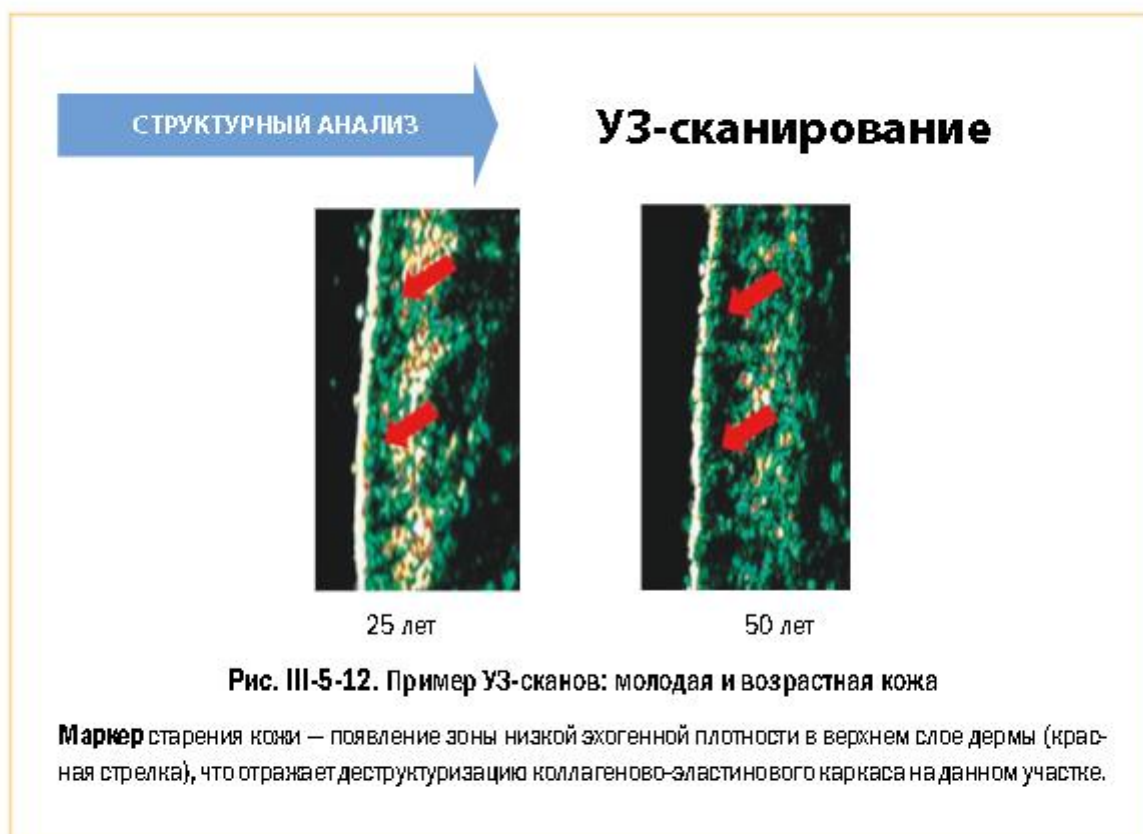 СТРУКТУРНЫЙ АНАЛИЗ
УЗ-сканирование
25 лет
50 лет
Рис. III-5-12. Пример УЗ-сканов: молодая и возрастная кожа
Маркер старения кожи — появление зоны низкой эхогенной плотности в верхнем слое дермы (крас-
ная стрелка), что отражает деструктуризацию коллагеново-эластинового каркаса на данном участке.